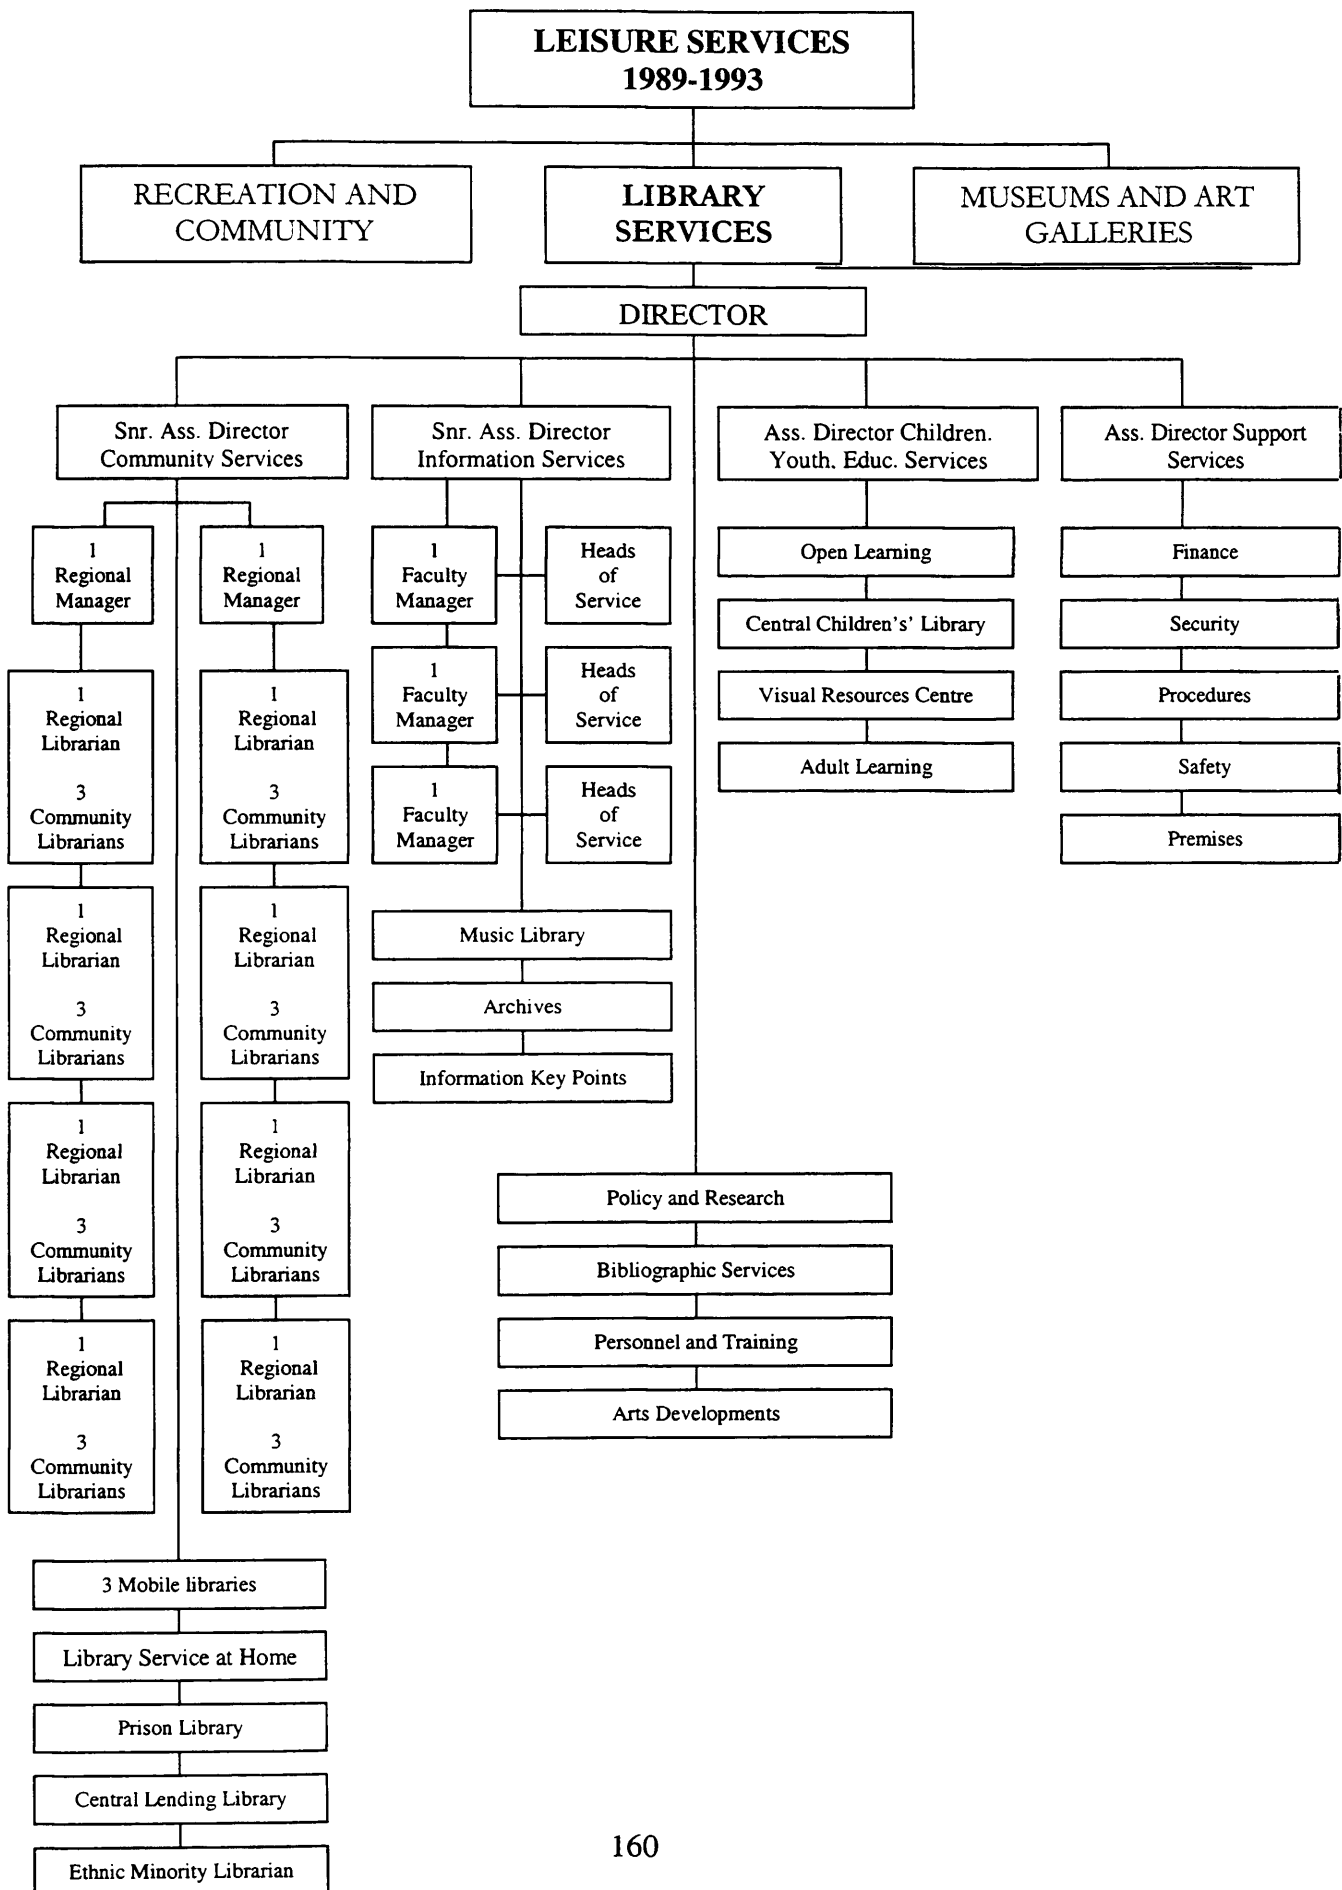 LEISURE SERVICES
1989-1993
RECREATION AND
COMMUNITY
LIBRARY
SERVICES
MUSEUMS AND ART
GALLERIES
DIRECTOR
Snr. Ass. Director
Community Services
Snr. Ass. Director
Information Services
Ass. Director Children.
Youth. Educ. Services
Ass. Director Support
Services
1
Regional
Manager
1
Regional
Manager
1
Regional
Librarian
3
Community
Librarians
1
Regional
Librarian
3
Community
Librarians
1
Regional
Librarian
3
Community
Librarians
1
Regional
Librarian
3
Community
Librarians
1
Regional
Librarian
3
Community
Librarians
1
Regional
Librarian
3
Community
Librarians
1
Regional
Librarian
3
Community
Librarians
1
Regional
Librarian
3
Community
Librarians
3 Mobile libraries
Library Service at Home
Prison Library
Central Lending Library
Ethnic Minority Librarian
1
Faculty
Manager
Heads
of
Service
1
Faculty
Manager
Heads
of
Service
1
Faculty
Manager
Heads
of
Service
Music Library
Archives
Information Key Points
Open Learning
Central Children's' Library
Visual Resources Centre
Adult Learning
Finance
Security
Procedures
Safety
Premises
Policy and Research
Bibliographic Services
Personnel and Training
Arts Developments
160